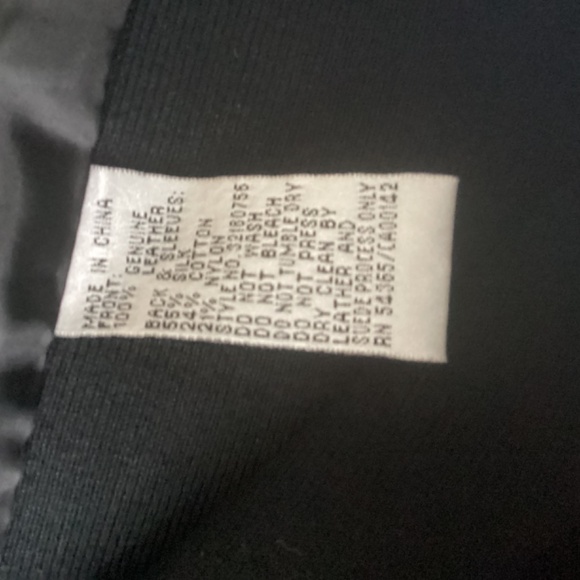 MADE IN CHINA
FRONT:
100% GENUINE
LEATHER
BACK & SLEEVES:
55% SILK
24% COTTON
21% NYLON
STYLE NO. 32180756
DO NOT WASH
DO NOT BLEACH
DO NOT TUMBLE DRY
DO NOT PRESS
DRY CLEAN BY
LEATHER AND
SUEDE PROCESS ONLY
RN 54365/CA00142